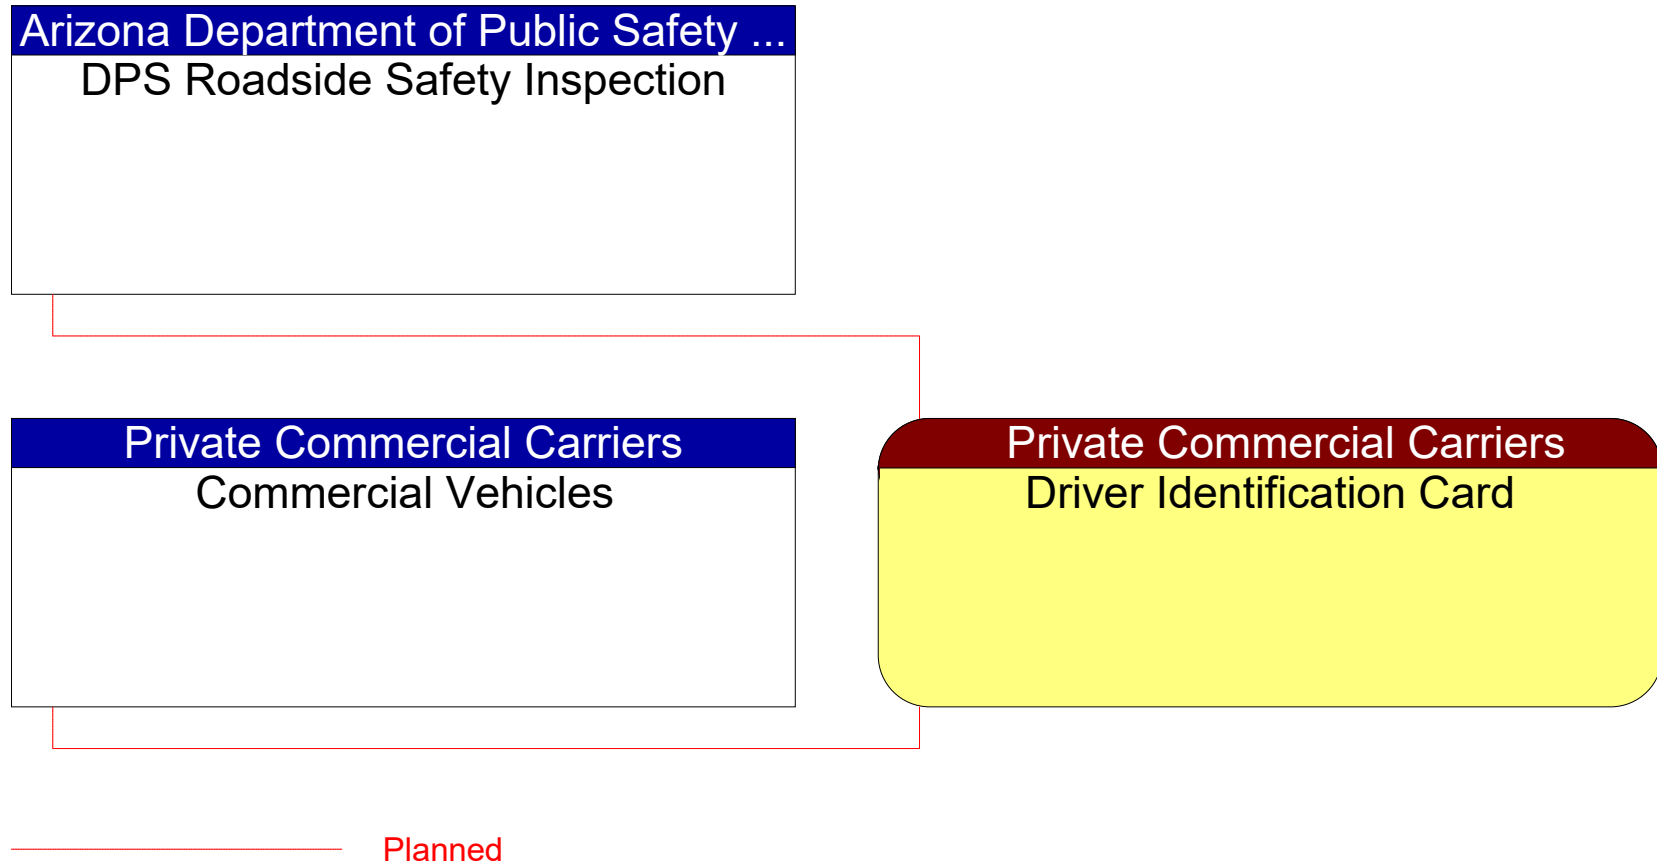 Arizona Department of Public Safety ...
DPS Roadside Safety Inspection
Private Commercial Carriers
Commercial Vehicles
Private Commercial Carriers
Driver Identification Card
Planned